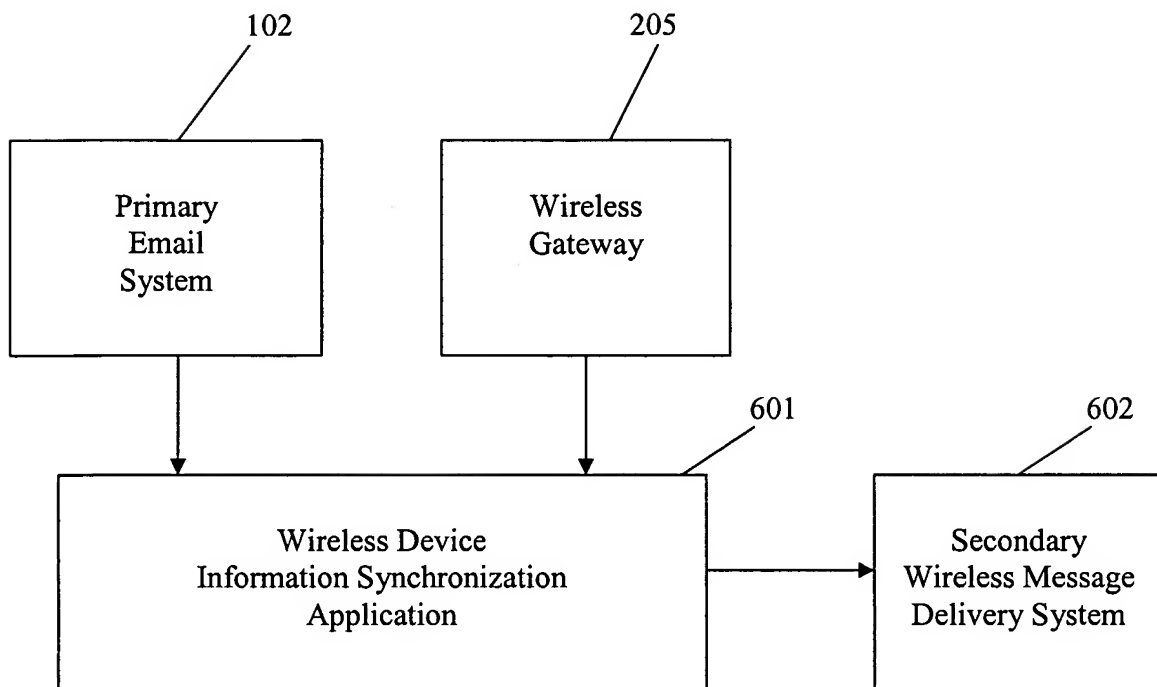 102
205
Primary
Email
System
Wireless
Gateway
601
602
Wireless Device
Information Synchronization
Application
Secondary
Wireless Message
Delivery System